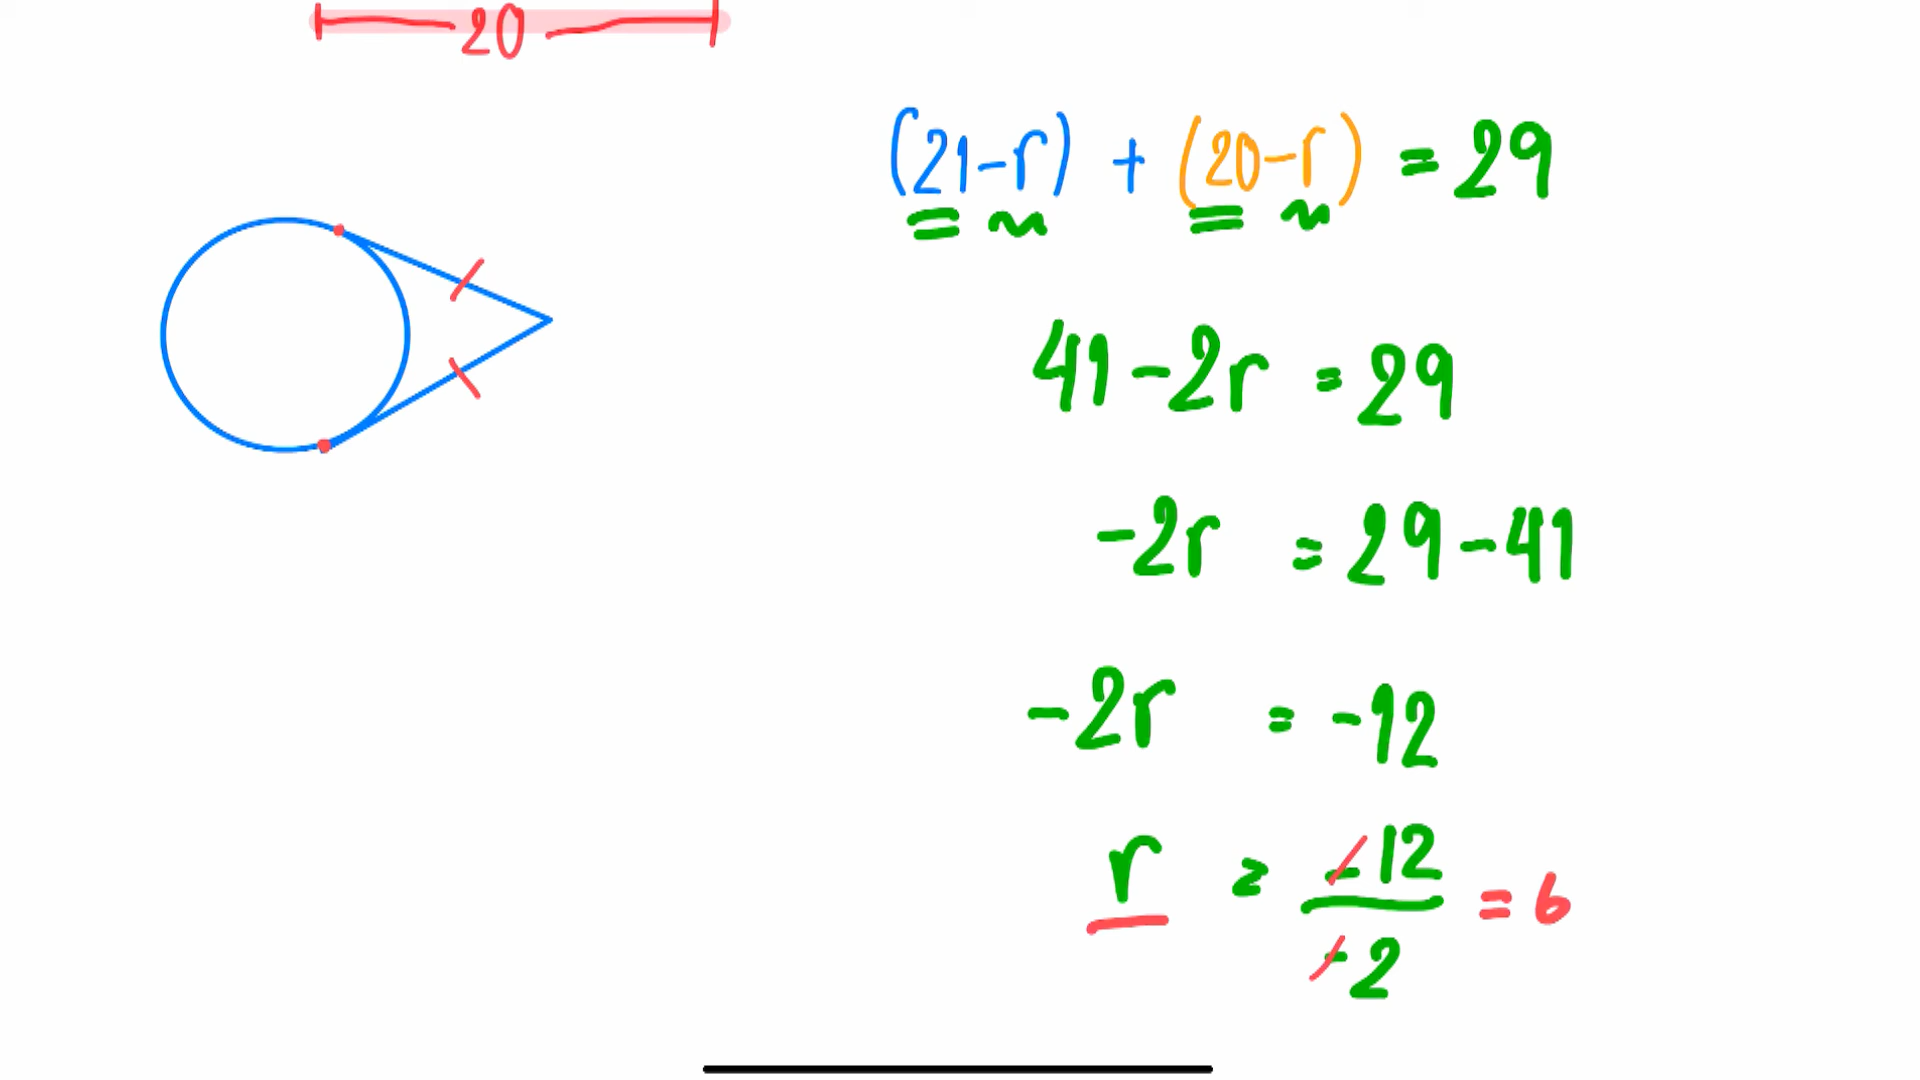 20
(21-r) + (20-r) = 29
41-2r = 29
-2r = 29-41
-2r = -12
r = -12/-2 = 6